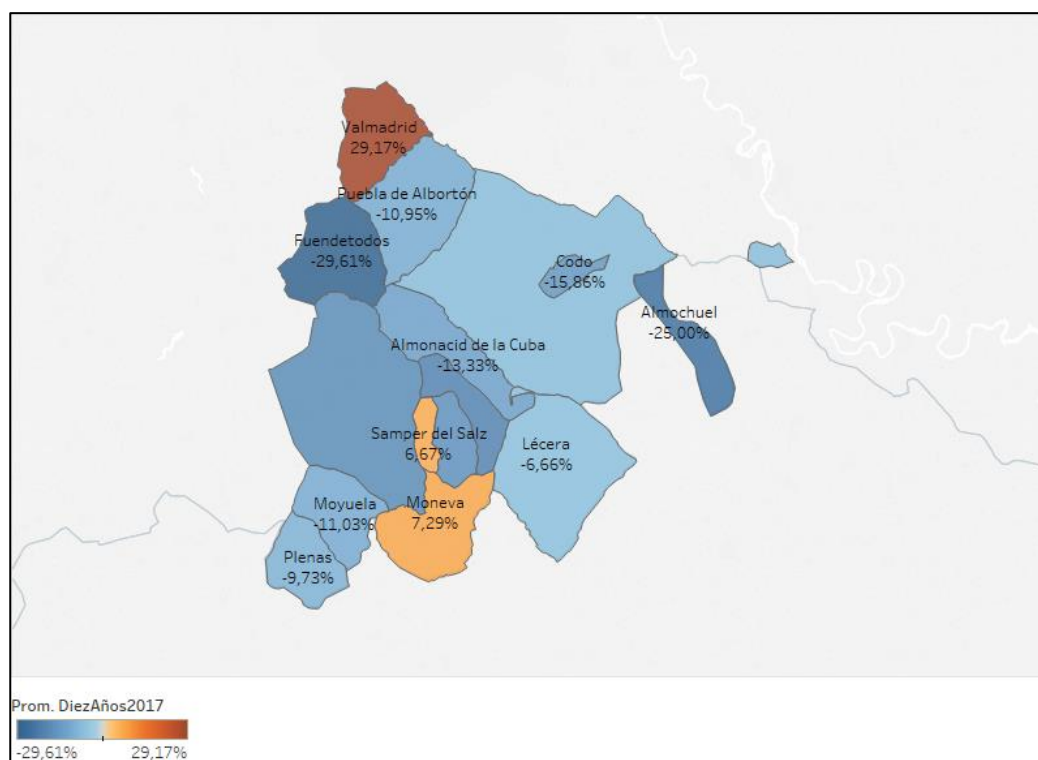 Valmadrid
29,17%
Puebla de Albortón
-10,95%
Fuendetodos
-29,61%
Codo
-15,86%
Almochuel
-25,00%
Almonacid de la Cuba
-13,33%
Samper del Salz
6,67%
Lécera
-6,66%
Moyuela
-11,03%
Moneva
7,29%
Plenas
-9,73%
Prom. DiezAños2017
-29,61% 29,17%